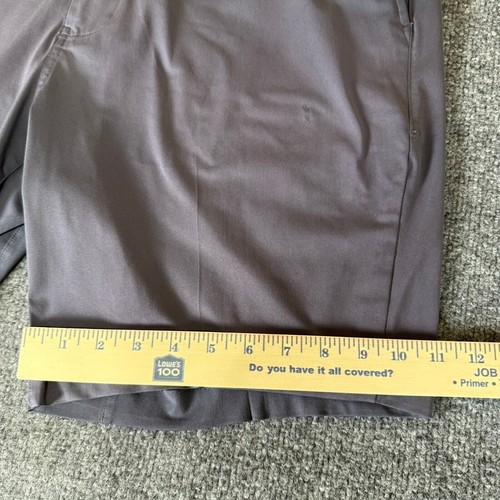 1 2 3 4 5 6 7 8 9 10 11 12
LOWE'S
100
Do you have it all covered?
JOB
• Primer •